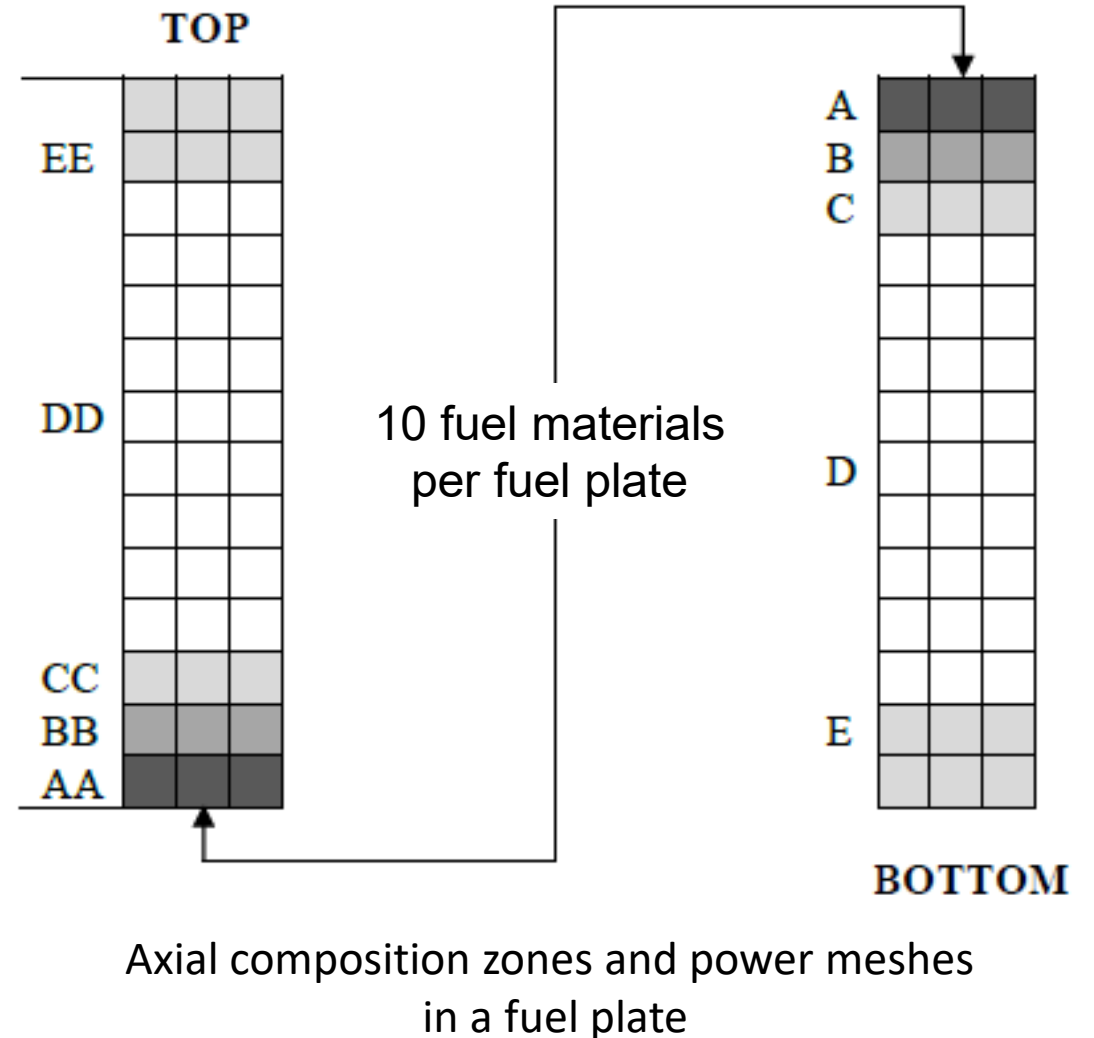 TOP
EE
DD
CC
BB
AA
10 fuel materials
per fuel plate
A
B
C
D
E
BOTTOM
Axial composition zones and power meshes
in a fuel plate